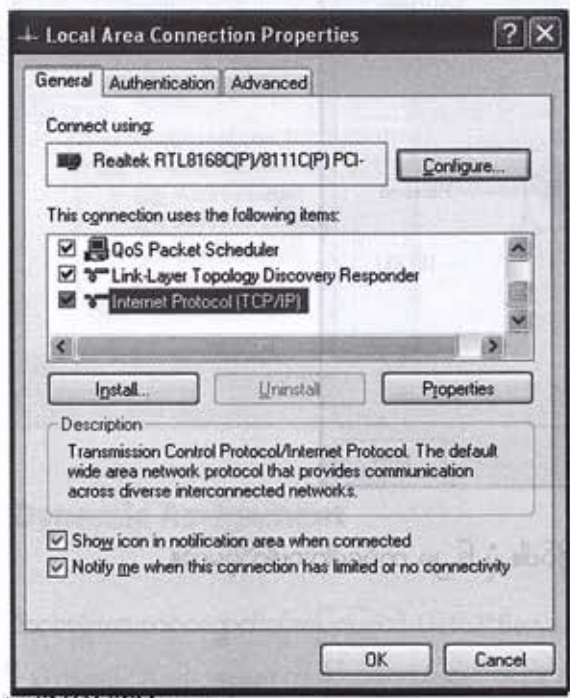 Local Area Connection Properties
General Authentication Advanced
Connect using:
Realtek RTL8168C(P)/8111C(P) PCI-
Configure...
This connection uses the following items:
QoS Packet Scheduler
Link-Layer Topology Discovery Responder
Internet Protocol (TCP/IP)
Install... Uninstall Properties
Description
Transmission Control Protocol/Internet Protocol. The default
wide area network protocol that provides communication
across diverse interconnected networks.
Show icon in notification area when connected
Notify me when this connection has limited or no connectivity
OK Cancel